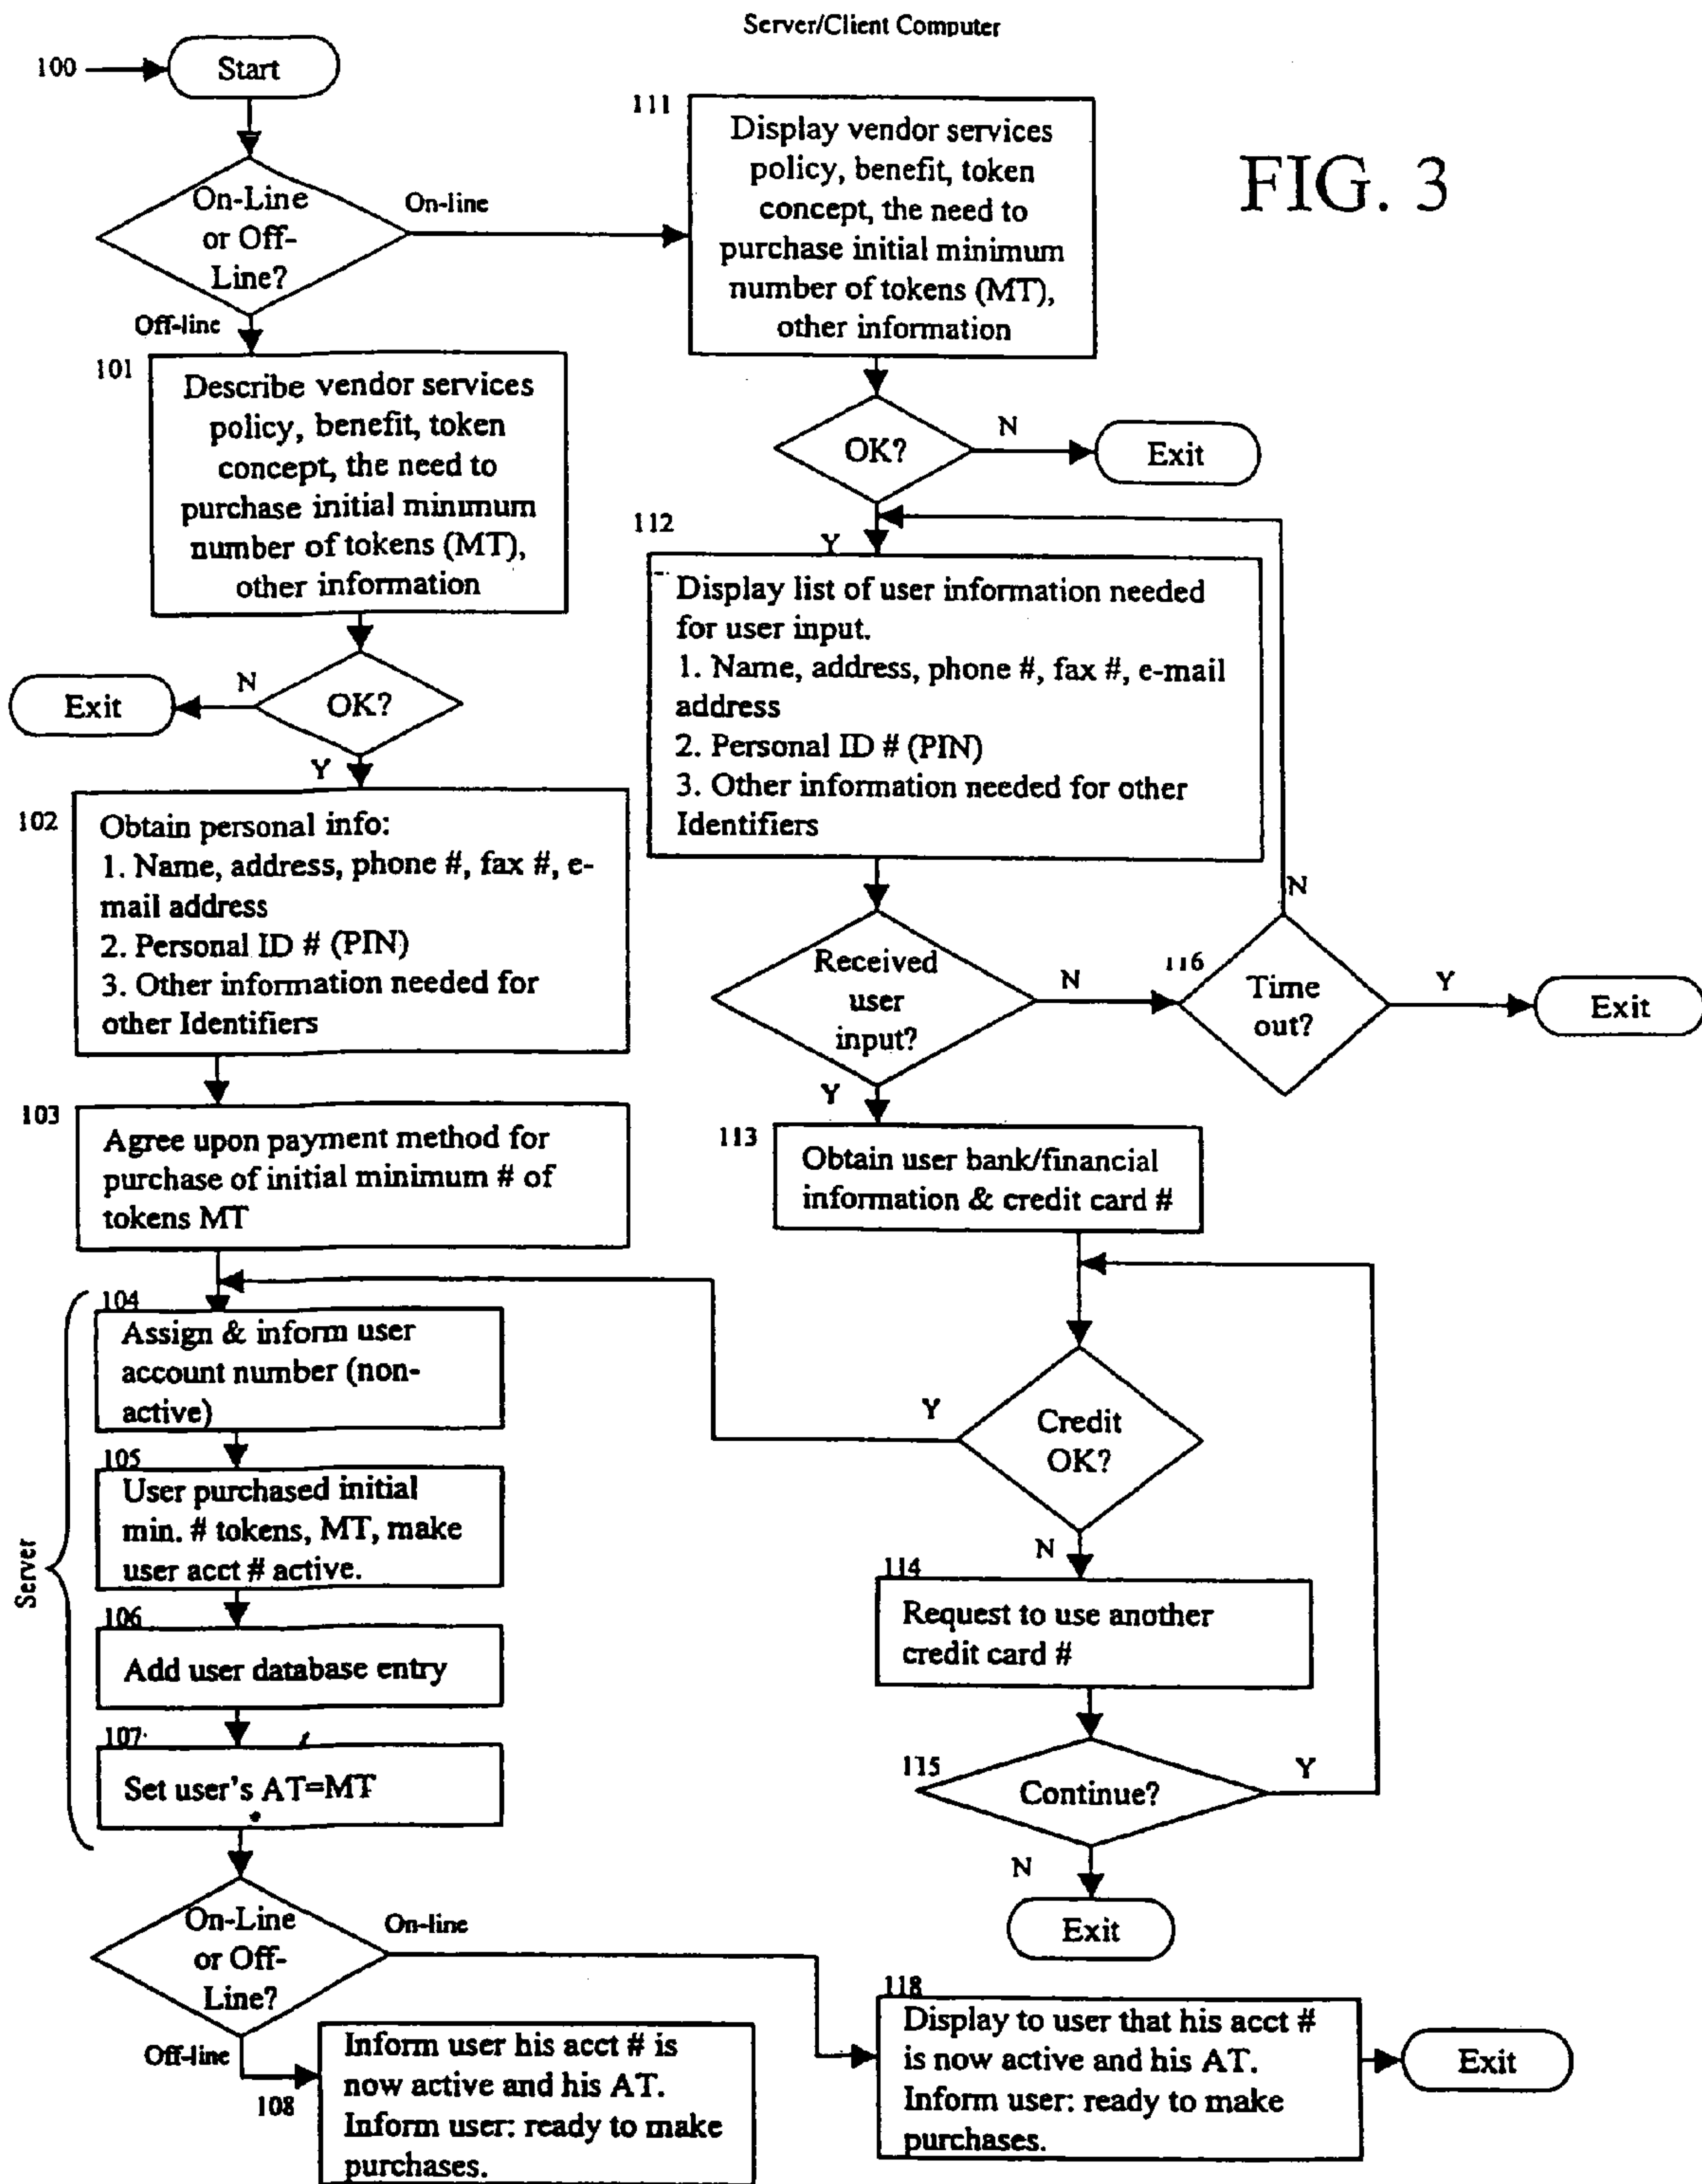 Server/Client Computer
FIG. 3
100
Start
On-Line
or Off-
Line?
On-line
Off-line
111
Display vendor services
policy, benefit, token
concept, the need to
purchase initial minimum
number of tokens (MT),
other information
OK?
N
Exit
Y
101
Describe vendor services
policy, benefit, token
concept, the need to
purchase initial minimum
number of tokens (MT),
other information
OK?
N
Exit
Y
112
Display list of user information needed
for user input.
1. Name, address, phone #, fax #, e-mail
address
2. Personal ID # (PIN)
3. Other information needed for other
Identifiers
102
Obtain personal info:
1. Name, address, phone #, fax #, e-
mail address
2. Personal ID # (PIN)
3. Other information needed for
other Identifiers
Received
user
input?
N
Y
116
Time
out?
N
Y
Exit
103
Agree upon payment method for
purchase of initial minimum # of
tokens MT
113
Obtain user bank/financial
information & credit card #
Server
104
Assign & inform user
account number (non-
active)
105
User purchased initial
min. # tokens, MT, make
user acct # active.
106
Add user database entry
107
Set user's AT=MT
Credit
OK?
Y
N
114
Request to use another
credit card #
115
Continue?
Y
N
Exit
On-Line
or Off-
Line?
On-line
Off-line
108
Inform user his acct # is
now active and his AT.
Inform user: ready to make
purchases.
118
Display to user that his acct #
is now active and his AT.
Inform user: ready to make
purchases.
Exit